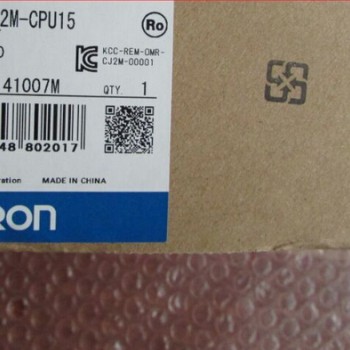 2M-CPU15
Ro
KCC-REM-OMR-
CJ2M-00001
41007M
QTY. 1
48 802017
ration MADE IN CHINA
RON